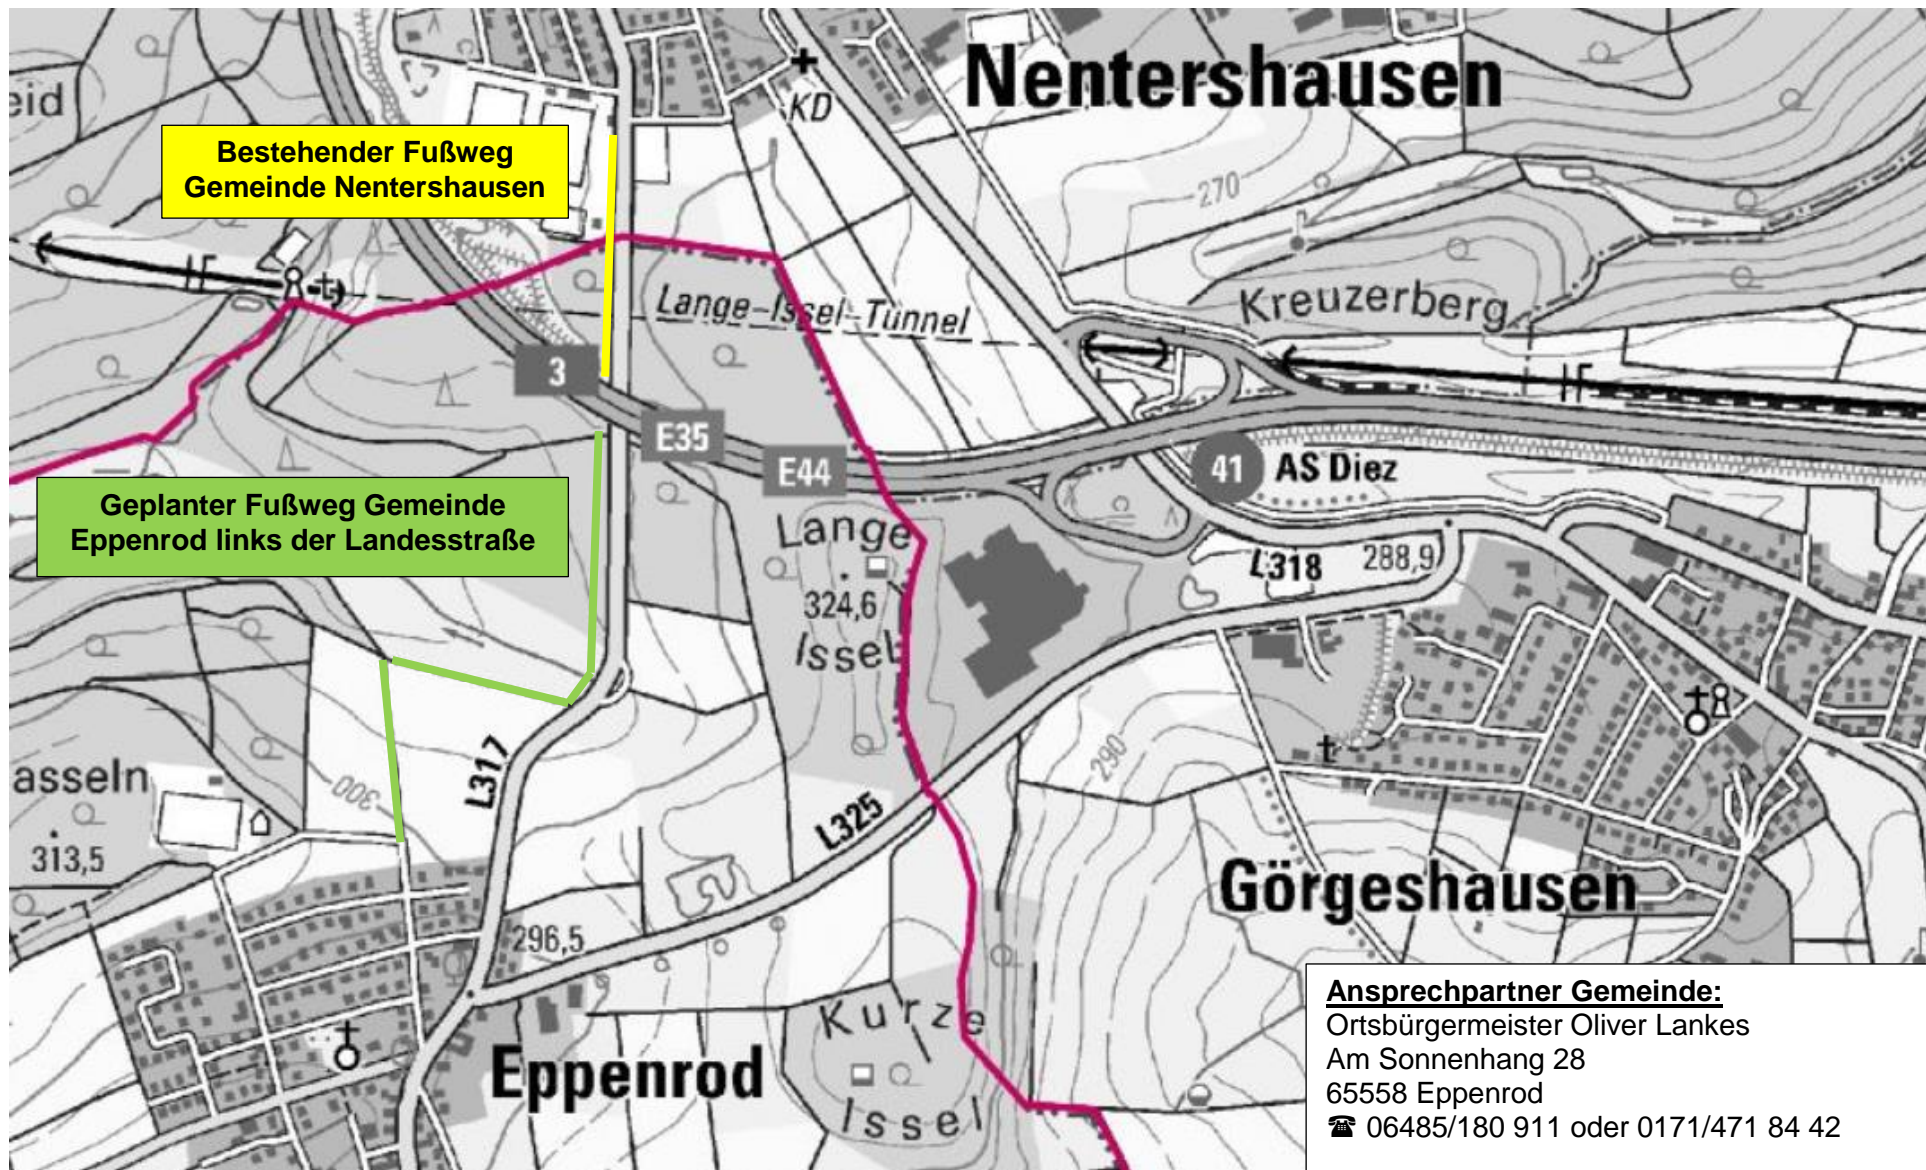 Nentershausen
eid
KD
Bestehender Fußweg
Gemeinde Nentershausen
270
Lange-Issel-Tunnel
Kreuzerberg
3
E35
E44
41
AS Diez
Geplanter Fußweg Gemeinde
Eppenrod links der Landesstraße
Lange
324,6
Issel
L318
288,9
L317
290
asseln
300
313,5
L325
Görgeshausen
296,5
Kurze
Issel
Eppenrod
Ansprechpartner Gemeinde:
Ortsbürgermeister Oliver Lankes
Am Sonnenhang 28
65558 Eppenrod
☎ 06485/180 911 oder 0171/471 84 42